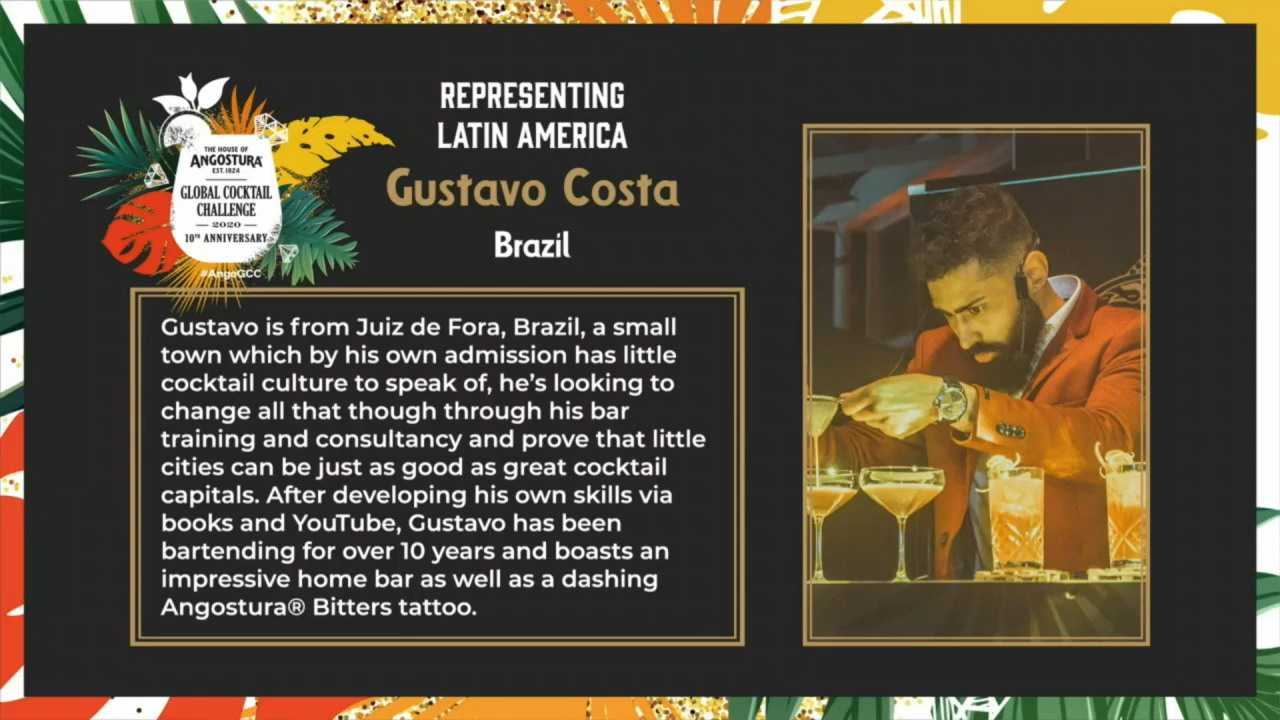 THE HOUSE OF
ANGOSTURA
EST. 1824
GLOBAL COCKTAIL
CHALLENGE
2020
10TH ANNIVERSARY
#AngoGCC
REPRESENTING
LATIN AMERICA
Gustavo Costa
Brazil
Gustavo is from Juiz de Fora, Brazil, a small
town which by his own admission has little
cocktail culture to speak of, he's looking to
change all that though through his bar
training and consultancy and prove that little
cities can be just as good as great cocktail
capitals. After developing his own skills via
books and YouTube, Gustavo has been
bartending for over 10 years and boasts an
impressive home bar as well as a dashing
Angostura® Bitters tattoo.